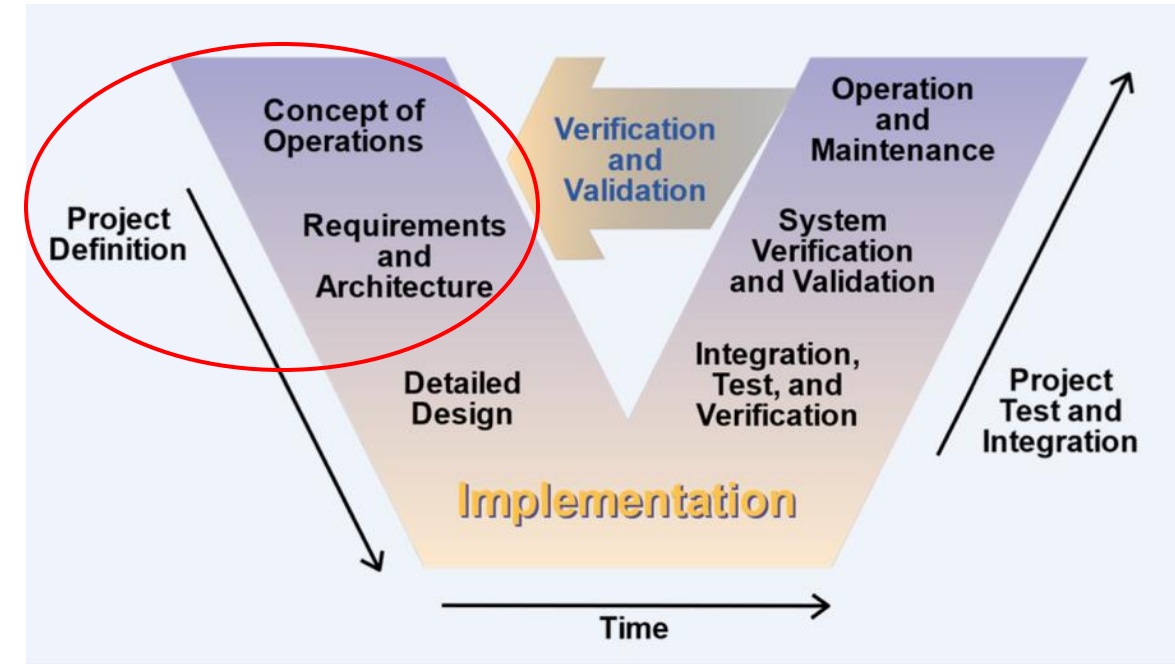 Concept of
Operations
Verification
and
Validation
Operation
and
Maintenance
Project
Definition
Requirements
and
Architecture
System
Verification
and Validation
Detailed
Design
Integration,
Test, and
Verification
Project
Test and
Integration
Implementation
Time